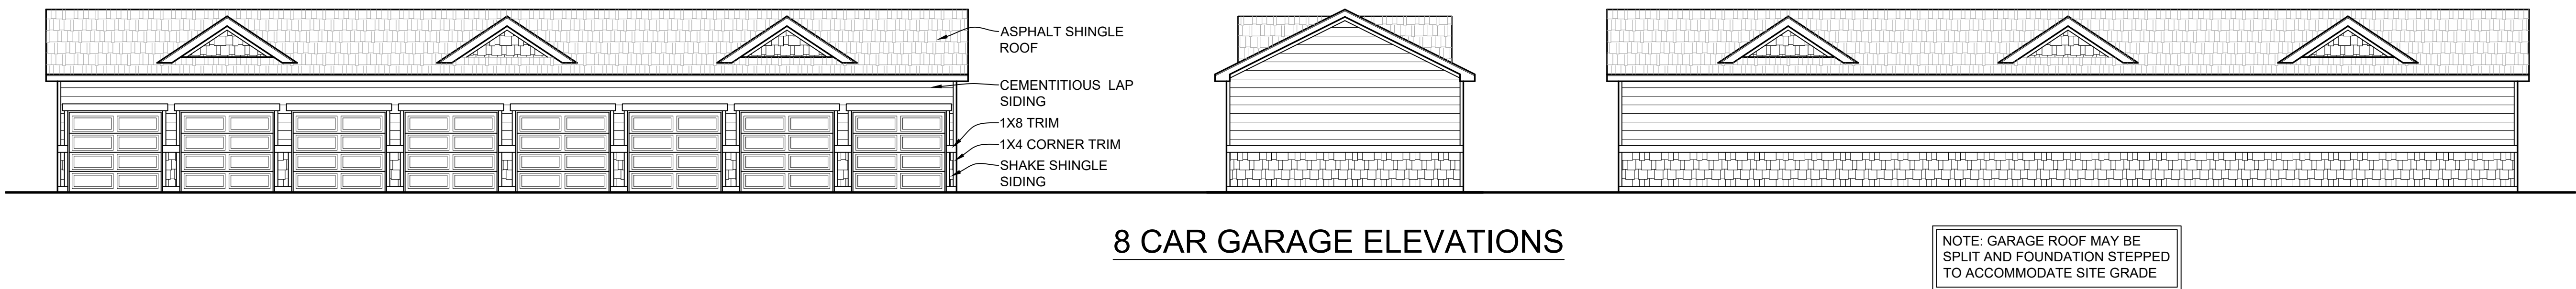 ASPHALT SHINGLE
ROOF
CEMENTITIOUS LAP
SIDING
1X8 TRIM
1X4 CORNER TRIM
SHAKE SHINGLE
SIDING
8 CAR GARAGE ELEVATIONS
NOTE: GARAGE ROOF MAY BE
SPLIT AND FOUNDATION STEPPED
TO ACCOMMODATE SITE GRADE